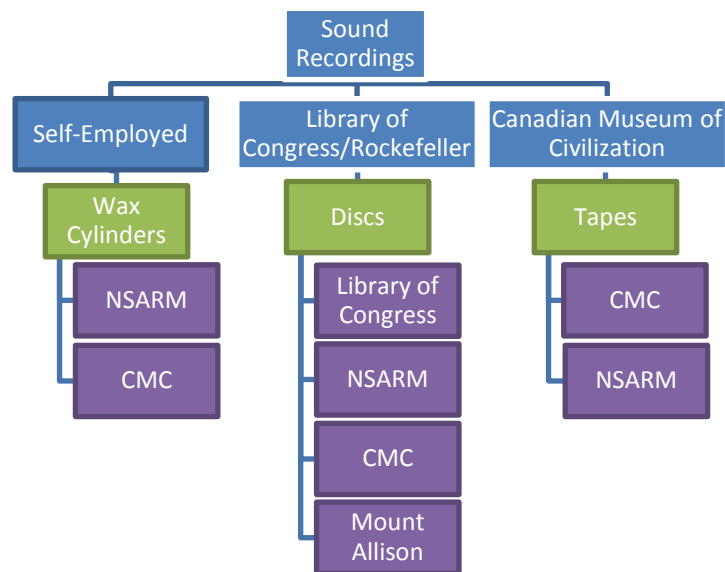 Sound
Recordings
Self-Employed
Library of
Congress/Rockefeller
Canadian Museum of
Civilization
Wax
Cylinders
Discs
Tapes
NSARM
CMC
Library of
Congress
NSARM
CMC
Mount
Allison
CMC
NSARM